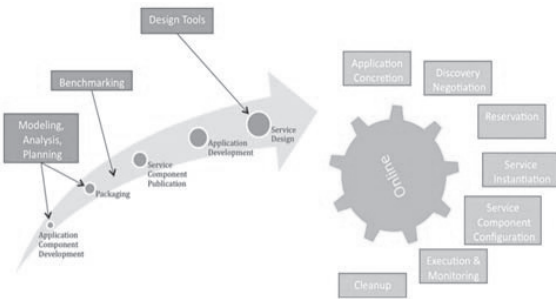 Design Tools
Benchmarking
Modeling,
Analysis,
Planning
Application
Component
Development
Packaging
Service
Component
Publication
Application
Development
Service
Design
Online
Application
Concretion
Discovery
Negotiation
Reservation
Service
Instantiation
Service
Component
Configuration
Execution &
Monitoring
Cleanup